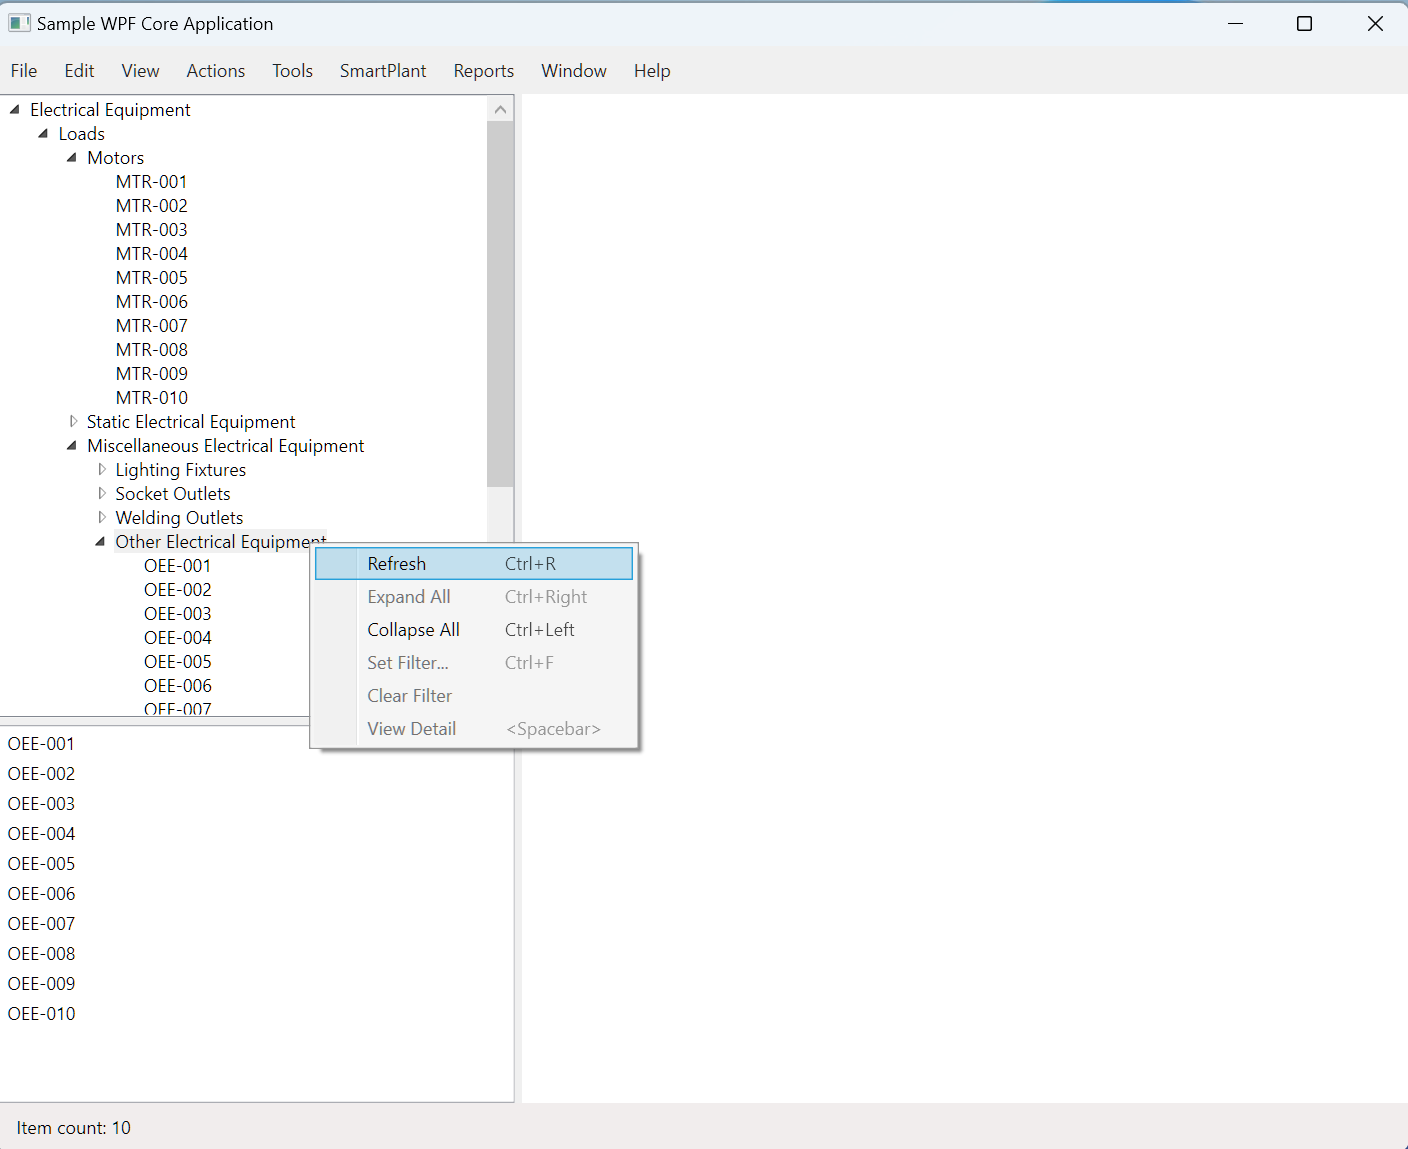 Sample WPF Core Application
File Edit View Actions Tools SmartPlant Reports Window Help
Electrical Equipment
Loads
Motors
MTR-001
MTR-002
MTR-003
MTR-004
MTR-005
MTR-006
MTR-007
MTR-008
MTR-009
MTR-010
Static Electrical Equipment
Miscellaneous Electrical Equipment
Lighting Fixtures
Socket Outlets
Welding Outlets
Other Electrical Equipment
OEE-001
OEE-002
OEE-003
OEE-004
OEE-005
OEE-006
OEE-007
Refresh Ctrl+R
Expand All Ctrl+Right
Collapse All Ctrl+Left
Set Filter... Ctrl+F
Clear Filter
View Detail <Spacebar>
OEE-001
OEE-002
OEE-003
OEE-004
OEE-005
OEE-006
OEE-007
OEE-008
OEE-009
OEE-010
Item count: 10